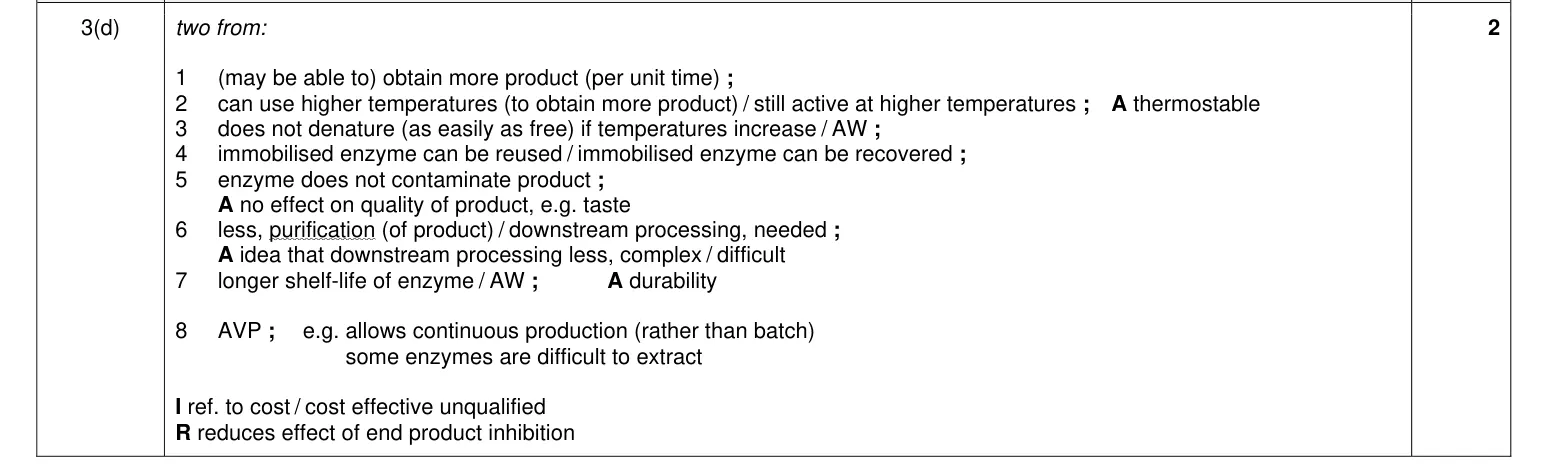 3(d) two from: 2
1 (may be able to) obtain more product (per unit time) ;
2 can use higher temperatures (to obtain more product) / still active at higher temperatures ; A thermostable
3 does not denature (as easily as free) if temperatures increase / AW ;
4 immobilised enzyme can be reused / immobilised enzyme can be recovered ;
5 enzyme does not contaminate product ;
A no effect on quality of product, e.g. taste
6 less, purification (of product) / downstream processing, needed ;
A idea that downstream processing less, complex / difficult
7 longer shelf-life of enzyme / AW ; A durability
8 AVP ; e.g. allows continuous production (rather than batch)
some enzymes are difficult to extract
I ref. to cost / cost effective unqualified
R reduces effect of end product inhibition